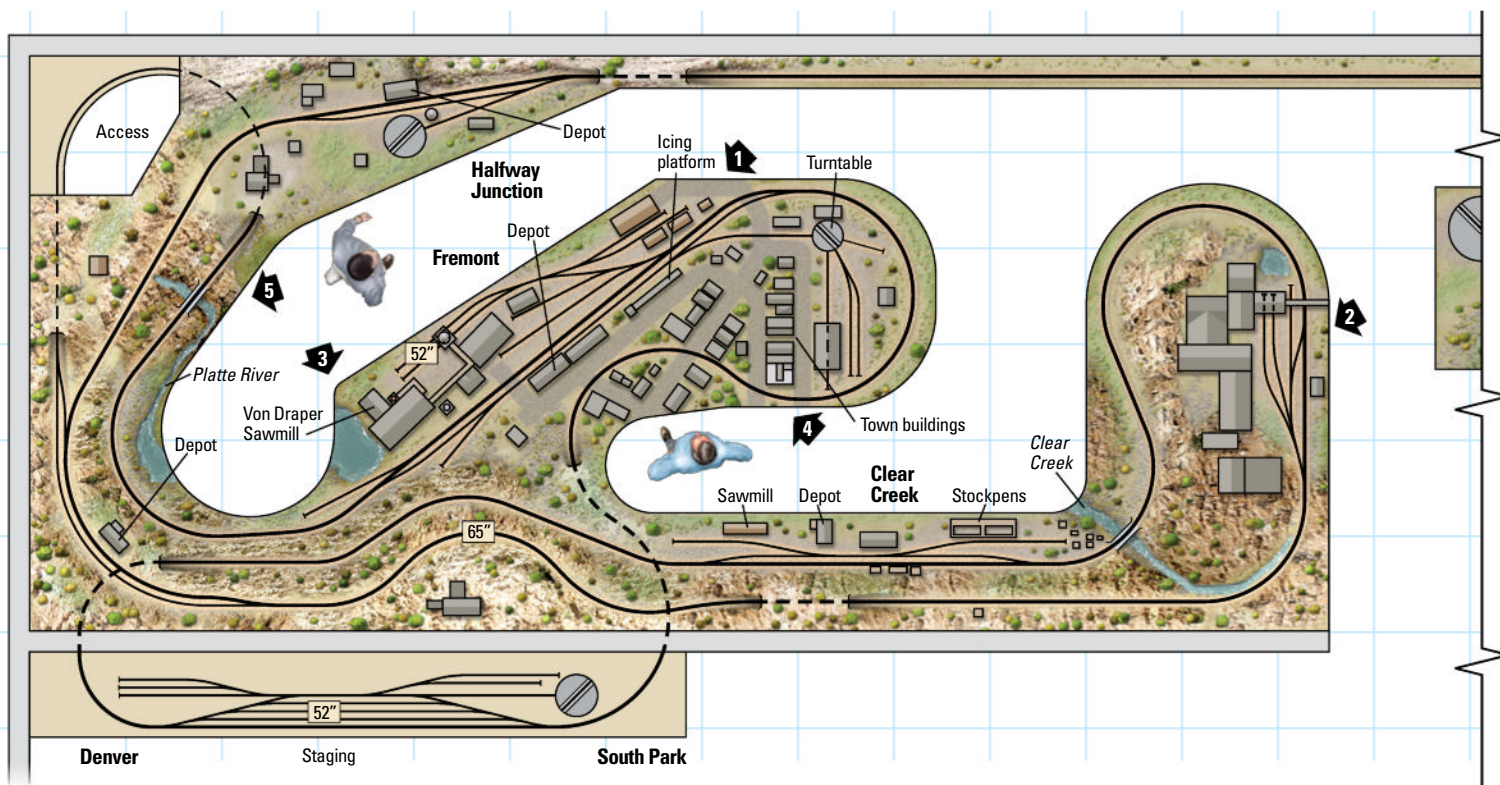 Access
Depot
Halfway
Junction
Icing
platform
1
Turntable
Depot
Fremont
5
2
3
52”
Platte River
Von Draper
Sawmill
4
Town buildings
Depot
Clear
Creek
Clear
Creek
Sawmill
Depot
Stockpens
65”
52”
Denver
Staging
South Park